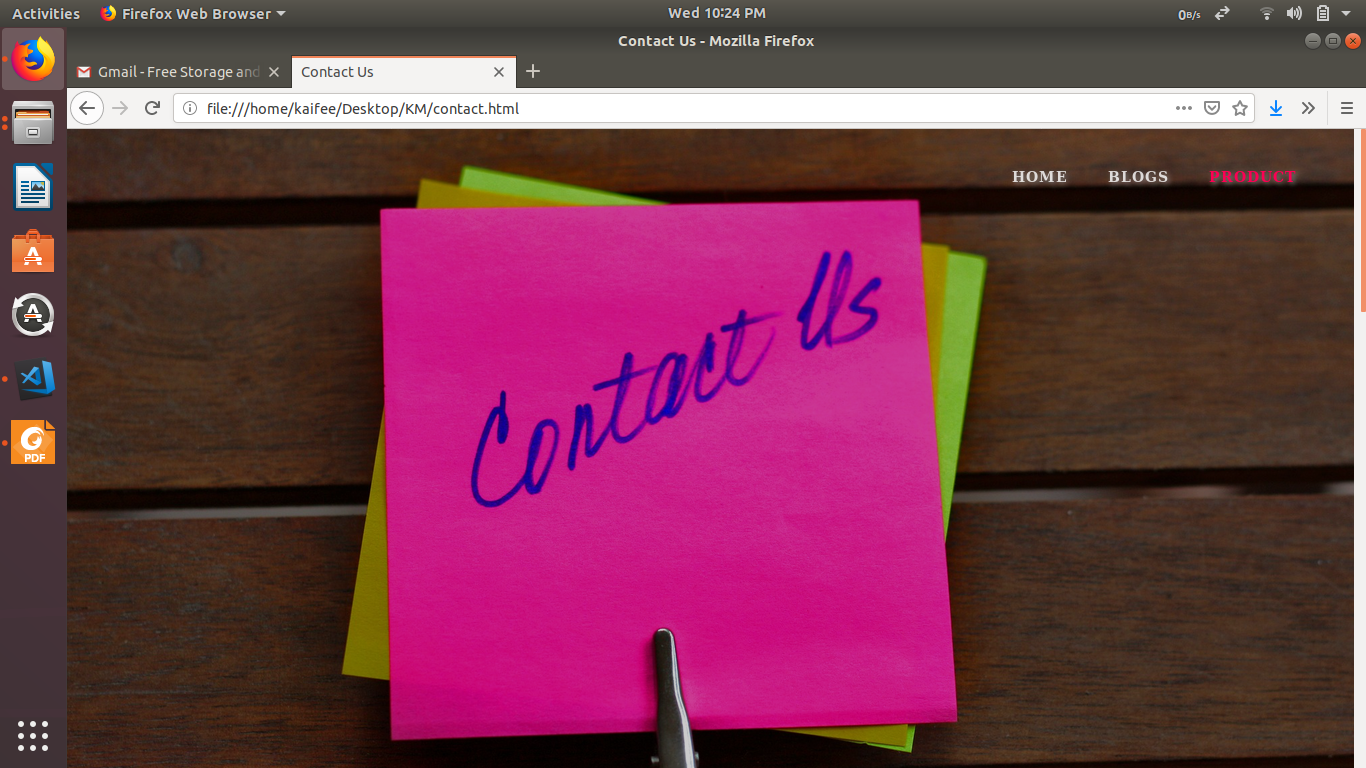 Activities Firefox Web Browser Wed 10:24 PM 0B/s
Contact Us - Mozilla Firefox
Gmail - Free Storage and Contact Us
file:///home/kaifee/Desktop/KM/contact.html
HOME BLOGS PRODUCT
Contact Us
PDF